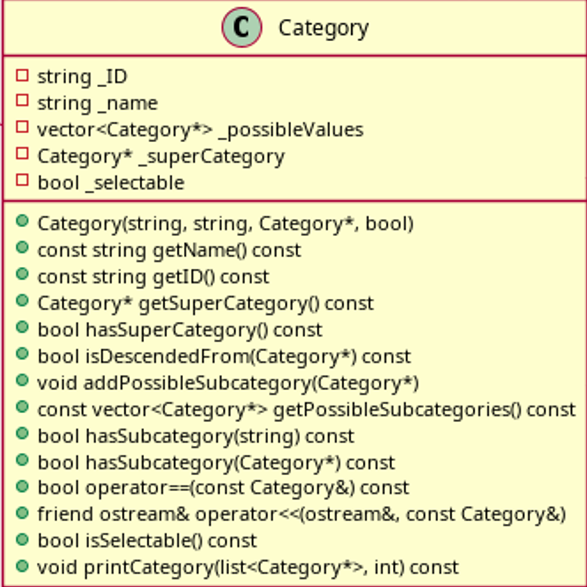 C Category
string _ID
string _name
vector<Category*> _possibleValues
Category* _superCategory
bool _selectable
Category(string, string, Category*, bool)
const string getName() const
const string getID() const
Category* getSuperCategory() const
bool hasSuperCategory() const
bool isDescendedFrom(Category*) const
void addPossibleSubcategory(Category*)
const vector<Category*> getPossibleSubcategories() const
bool hasSubcategory(string) const
bool hasSubcategory(Category*) const
bool operator==(const Category&) const
friend ostream& operator<<(ostream&, const Category&)
bool isSelectable() const
void printCategory(list<Category*>, int) const